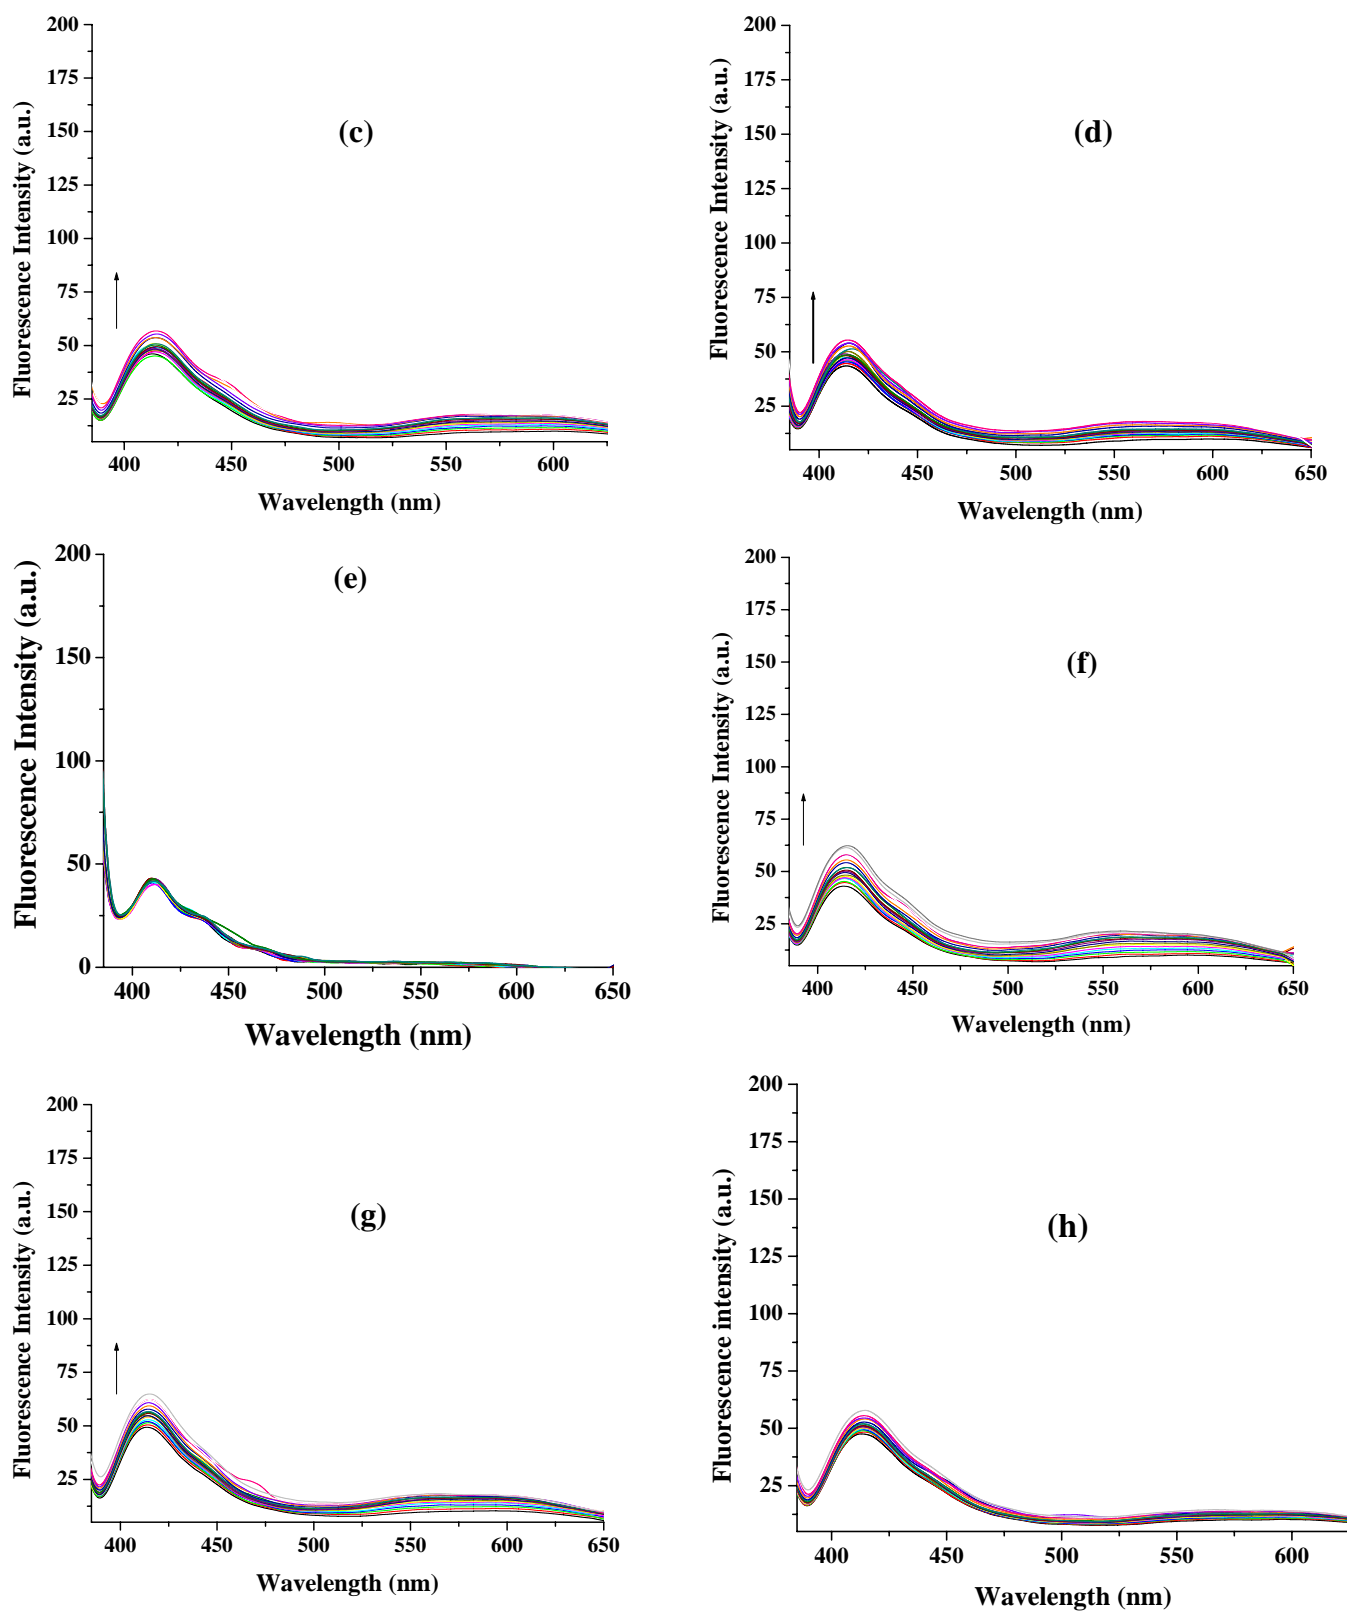 (c)
Fluorescence Intensity (a.u.)
200
175
150
125
100
75
50
25
400 450 500 550 600
Wavelength (nm)
(d)
Fluorescence Intensity (a.u.)
200
175
150
125
100
75
50
25
400 450 500 550 600 650
Wavelength (nm)
(e)
Fluorescence Intensity (a.u.)
200
150
100
50
0
400 450 500 550 600 650
Wavelength (nm)
(f)
Fluorescence Intensity (a.u.)
200
175
150
125
100
75
50
25
400 450 500 550 600 650
Wavelength (nm)
(g)
Fluorescence Intensity (a.u.)
200
175
150
125
100
75
50
25
400 450 500 550 600 650
Wavelength (nm)
(h)
Fluorescence intensity (a.u.)
200
175
150
125
100
75
50
25
400 450 500 550 600
Wavelength (nm)